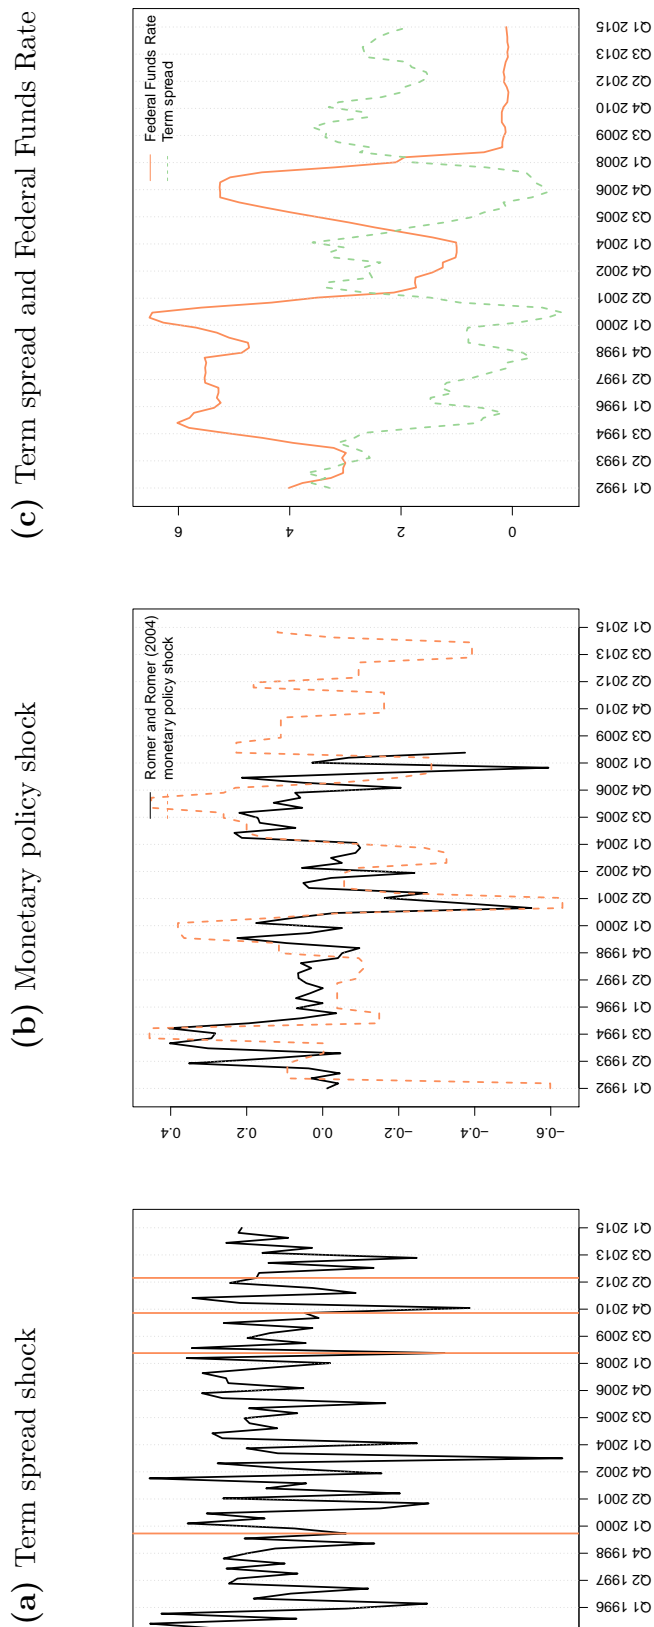 (a) Term spread shock
Q1 1996
Q2 1997
Q4 1998
Q1 2000
Q2 2001
Q4 2002
Q1 2004
Q3 2005
Q4 2006
Q1 2008
Q3 2009
Q4 2010
Q2 2012
Q3 2013
Q1 2015
(b) Monetary policy shock
Romer and Romer (2004)
monetary policy shock
0.4
0.2
0.0
−0.2
−0.4
−0.6
Q1 1992
Q2 1993
Q3 1994
Q1 1996
Q2 1997
Q4 1998
Q1 2000
Q2 2001
Q4 2002
Q1 2004
Q3 2005
Q4 2006
Q1 2008
Q3 2009
Q4 2010
Q2 2012
Q3 2013
Q1 2015
(c) Term spread and Federal Funds Rate
Federal Funds Rate
Term spread
6
4
2
0
Q1 1992
Q2 1993
Q3 1994
Q1 1996
Q2 1997
Q4 1998
Q1 2000
Q2 2001
Q4 2002
Q1 2004
Q3 2005
Q4 2006
Q1 2008
Q3 2009
Q4 2010
Q2 2012
Q3 2013
Q1 2015